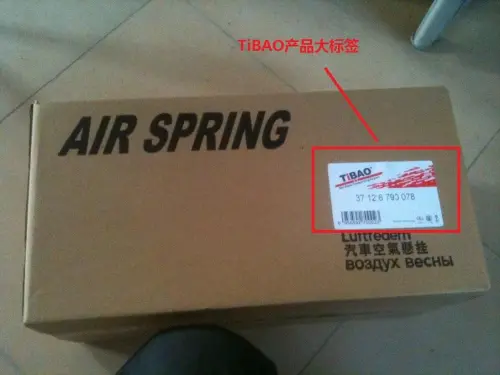 TiBAO产品大标签
AIR SPRING
TiBAO
37 12 6 793 078
Luftfedern
汽車空氣懸挂
воздух весны